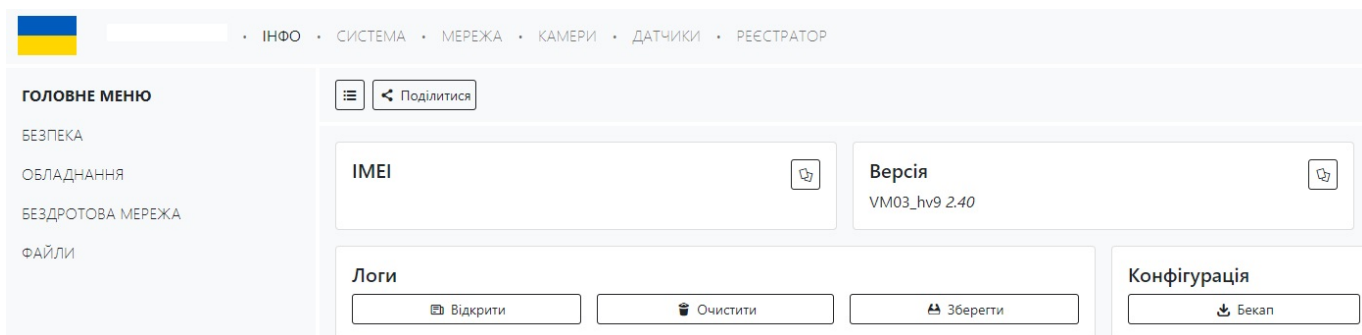 • ІНФО • СИСТЕМА • МЕРЕЖА • КАМЕРИ • ДАТЧИКИ • РЕЄСТРАТОР
ГОЛОВНЕ МЕНЮ
БЕЗПЕКА
ОБЛАДНАННЯ
БЕЗДРОТОВА МЕРЕЖА
ФАЙЛИ
Поділитися
IMEI
Версія
VM03_hv9 2.40
Логи
Відкрити
Очистити
Зберегти
Конфігурація
Бекап